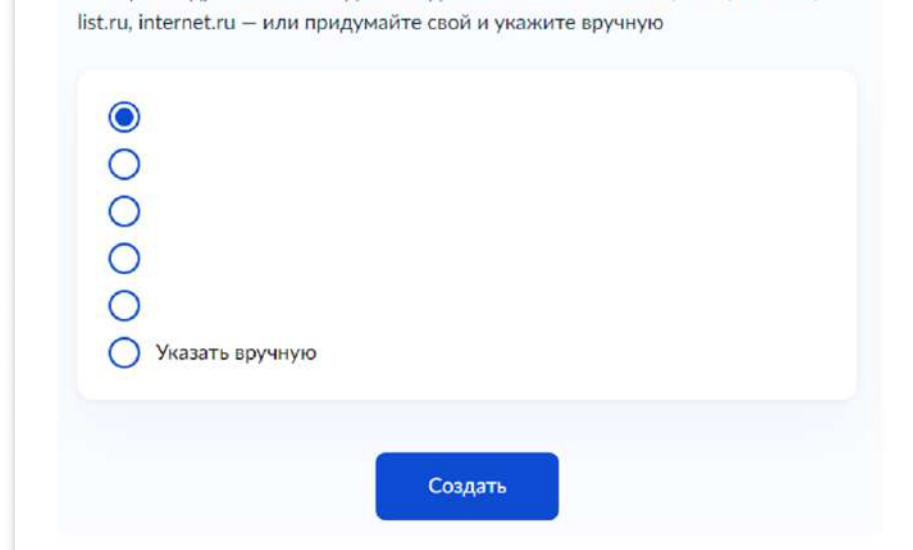 list.ru, internet.ru — или придумайте свой и укажите вручную
Указать вручную
Создать